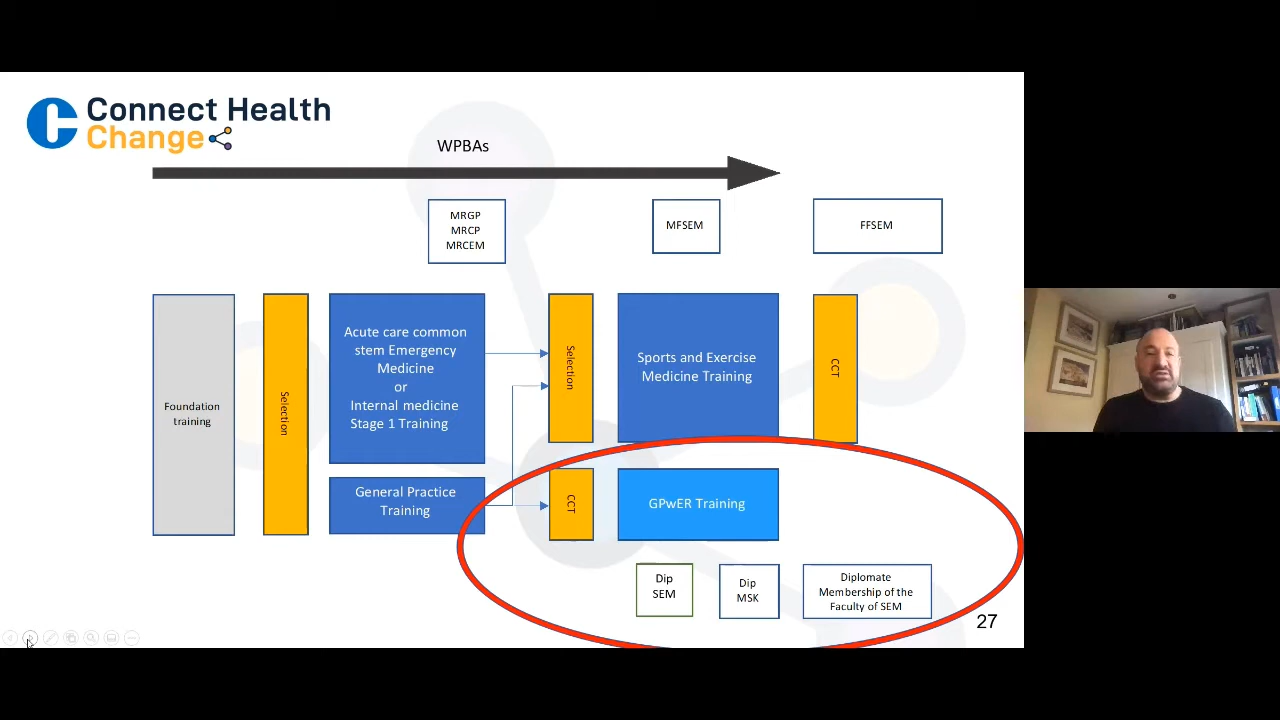 Connect Health
Change
WPBAs
MRGP
MRCP
MRCEM
MFSEM
FFSEM
Foundation
training
Selection
Acute care common
stem Emergency
Medicine
or
Internal medicine
Stage 1 Training
General Practice
Training
Selection
CCT
Sports and Exercise
Medicine Training
GPwER Training
CCT
Dip
SEM
Dip
MSK
Diplomate
Membership of the
Faculty of SEM
27